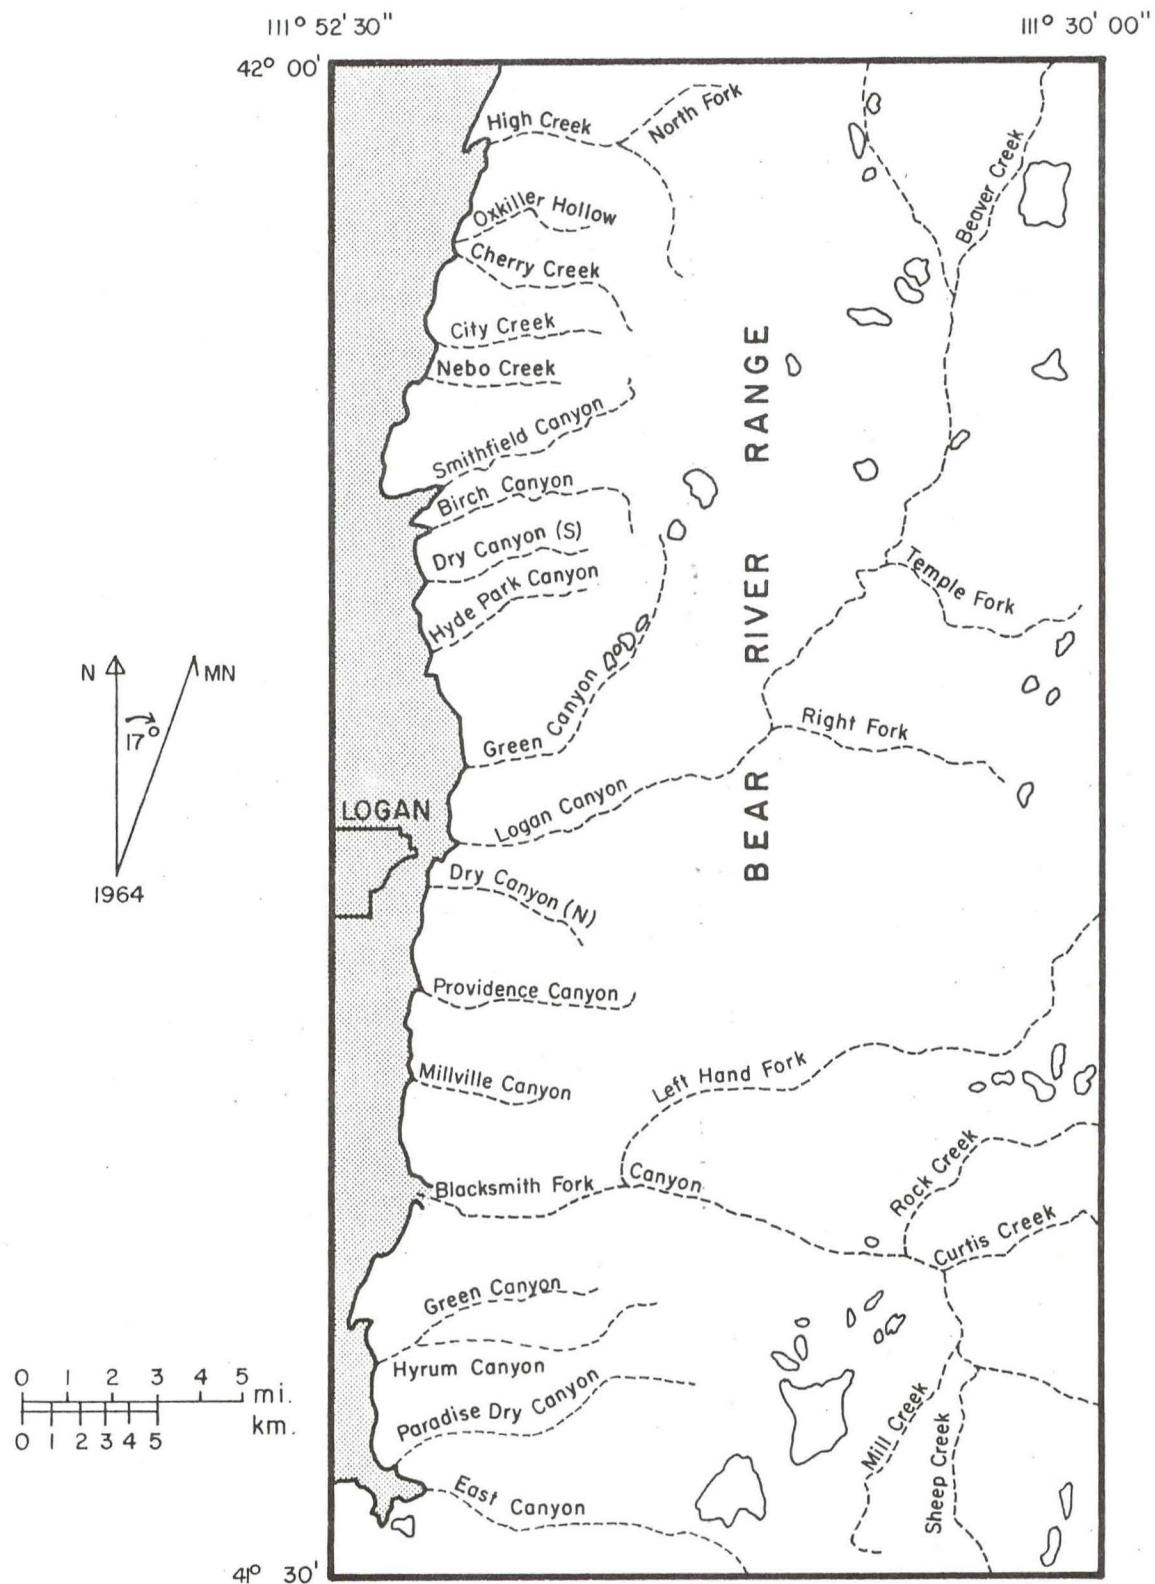 111° 52' 30"
111° 30' 00"
42° 00'
High Creek
North Fork
Beaver Creek
Oxkiller Hollow
Cherry Creek
City Creek
Nebo Creek
Smithfield Canyon
Birch Canyon
Dry Canyon (S)
Hyde Park Canyon
Temple Fork
Green Canyon
Right Fork
Logan Canyon
BEAR RIVER RANGE
N
MN
17°
1964
LOGAN
Dry Canyon (N)
Providence Canyon
Millville Canyon
Left Hand Fork
Blacksmith Fork Canyon
Rock Creek
Curtis Creek
Green Canyon
Hyrum Canyon
Paradise Dry Canyon
Mill Creek
Sheep Creek
East Canyon
0 1 2 3 4 5 mi.
0 1 2 3 4 5 km.
41° 30'